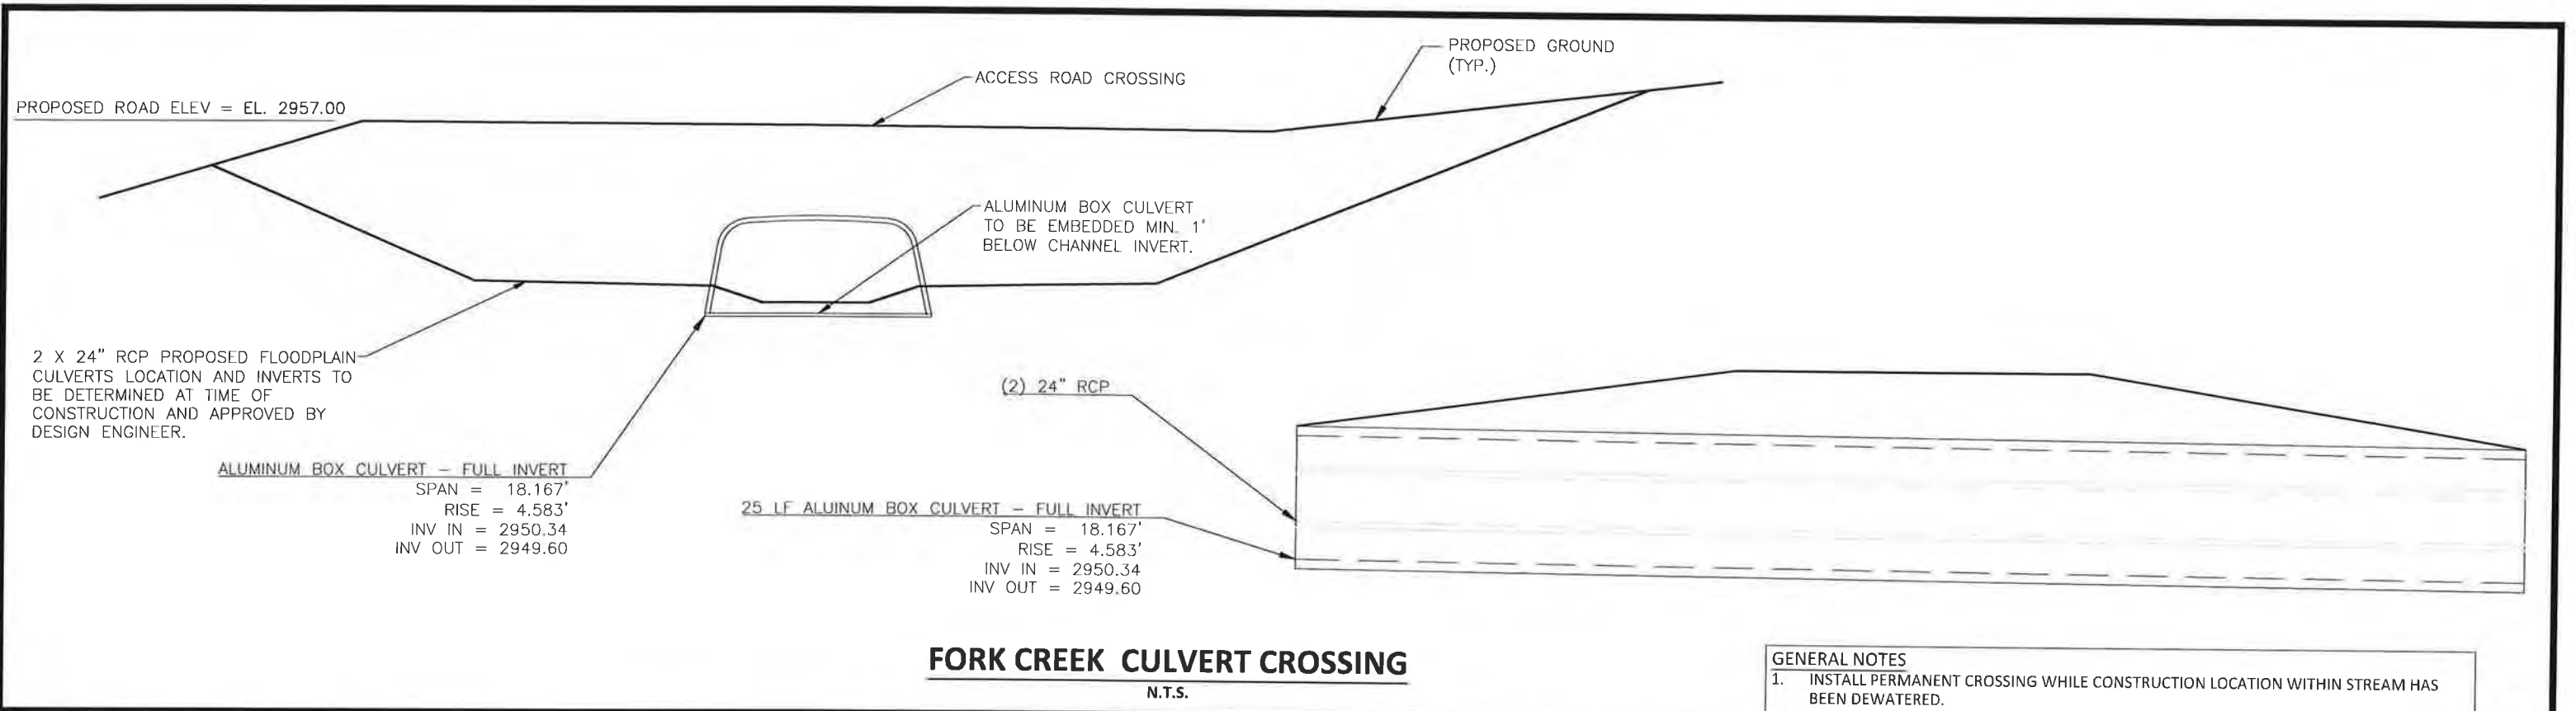 PROPOSED GROUND
(TYP.)
ACCESS ROAD CROSSING
PROPOSED ROAD ELEV = EL. 2957.00
ALUMINUM BOX CULVERT
TO BE EMBEDDED MIN. 1'
BELOW CHANNEL INVERT.
2 X 24" RCP PROPOSED FLOODPLAIN
CULVERTS LOCATION AND INVERTS TO
BE DETERMINED AT TIME OF
CONSTRUCTION AND APPROVED BY
DESIGN ENGINEER.
ALUMINUM BOX CULVERT – FULL INVERT
SPAN = 18.167'
RISE = 4.583'
INV IN = 2950.34
INV OUT = 2949.60
(2) 24" RCP
25 LF ALUINUM BOX CULVERT – FULL INVERT
SPAN = 18.167'
RISE = 4.583'
INV IN = 2950.34
INV OUT = 2949.60
FORK CREEK CULVERT CROSSING
N.T.S.
GENERAL NOTES
1. INSTALL PERMANENT CROSSING WHILE CONSTRUCTION LOCATION WITHIN STREAM HAS
BEEN DEWATERED.